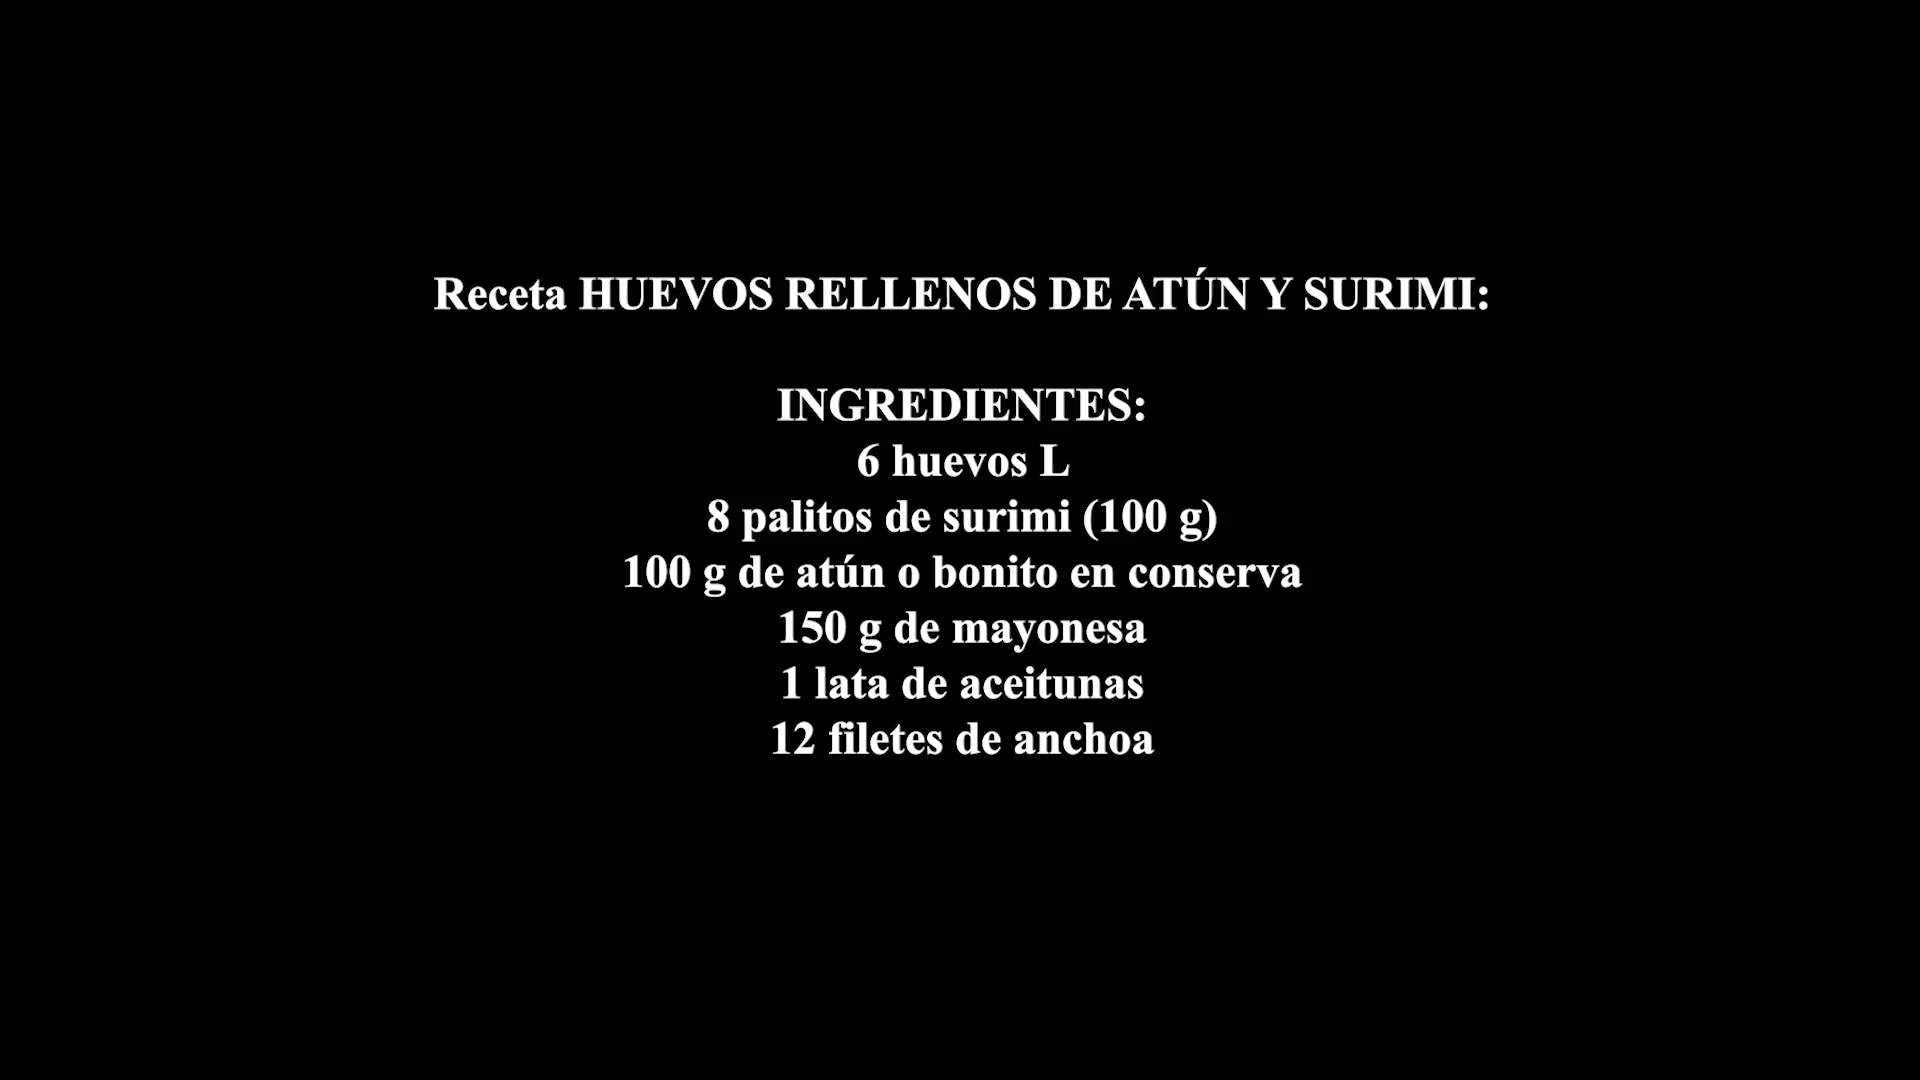 Receta HUEVOS RELLENOS DE ATÚN Y SURIMI:
INGREDIENTES:
6 huevos L
8 palitos de surimi (100 g)
100 g de atún o bonito en conserva
150 g de mayonesa
1 lata de aceitunas
12 filetes de anchoa